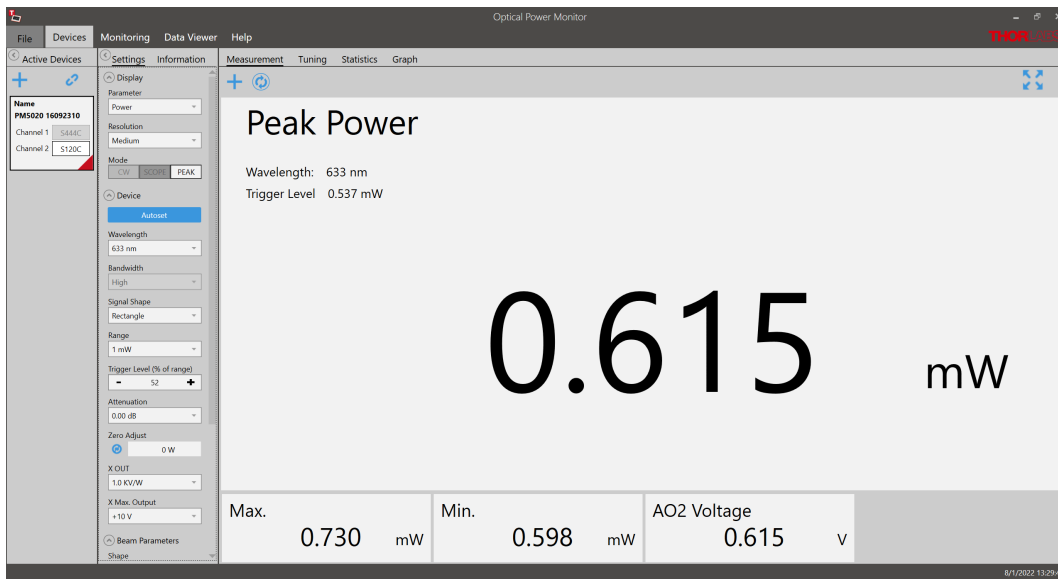 Optical Power Monitor
File Devices Monitoring Data Viewer Help
Active Devices
Settings Information
Measurement Tuning Statistics Graph
Name
PM5020 16092310
Channel 1 S444C
Channel 2 S120C
Display
Parameter
Power
Resolution
Medium
Mode
CW SCOPE PEAK
Device
Autoset
Wavelength
633 nm
Bandwidth
High
Signal Shape
Rectangle
Range
1 mW
Trigger Level (% of range)
- 52 +
Attenuation
0.00 dB
Zero Adjust
0 W
X OUT
1.0 KV/W
X Max. Output
+10 V
Beam Parameters
Shape
Peak Power
Wavelength: 633 nm
Trigger Level 0.537 mW
0.615 mW
Max.
0.730 mW
Min.
0.598 mW
AO2 Voltage
0.615 V
8/1/2022 13:29: